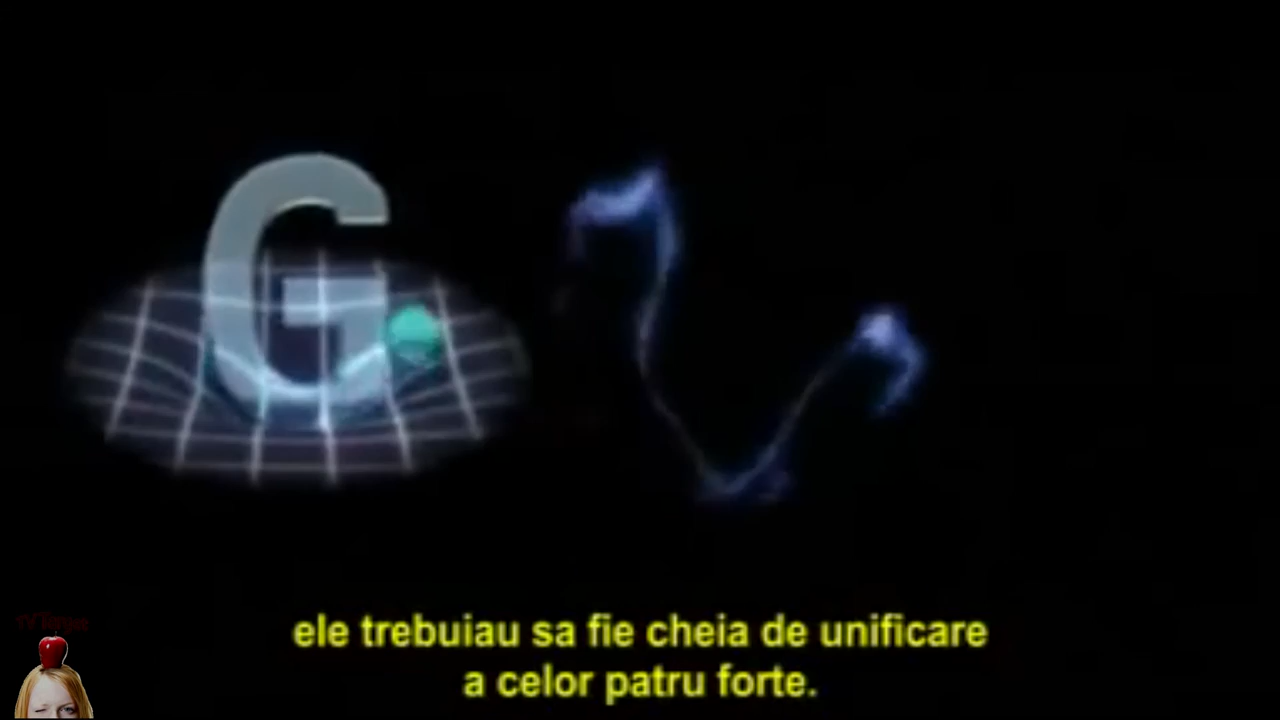 G
ele trebuiau sa fie cheia de unificare
a celor patru forte.